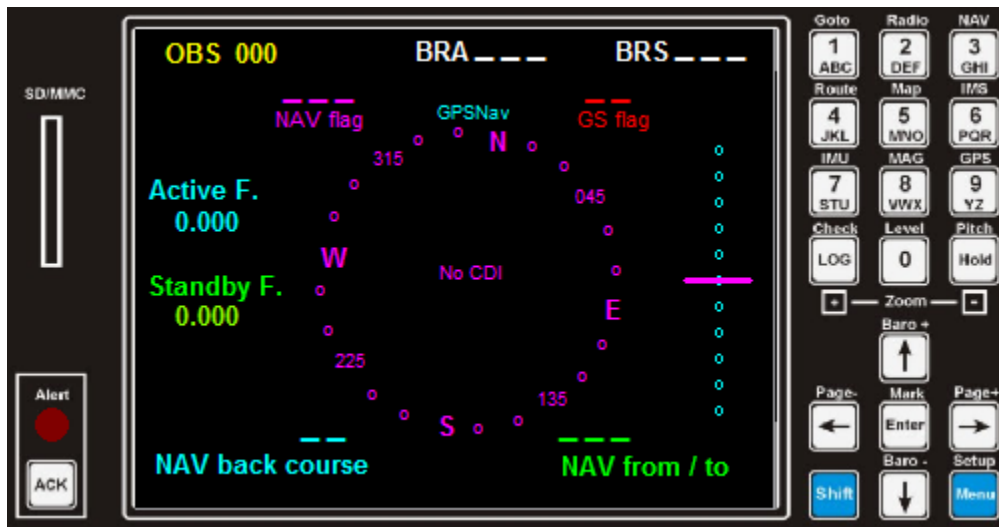 OBS 000
BRA _ _ _
BRS _ _ _
_ _ _
NAV flag
GPSNav
_ _
GS flag
N
315
045
Active F.
0.000
W
No CDI
Standby F.
0.000
E
225
135
S
_ _
NAV back course
_ _ _
NAV from / to
SD/MMC
Alert
ACK
Goto Radio NAV
1 2 3
ABC DEF GHI
Route Map IMS
4 5 6
JKL MNO PQR
IMU MAG GPS
7 8 9
STU VWX YZ
Check Level Pitch
LOG 0 Hold
+ Zoom -
Baro +
↑
Page- Mark Page+
← Enter →
Baro - Setup
Shift ↓ Menu